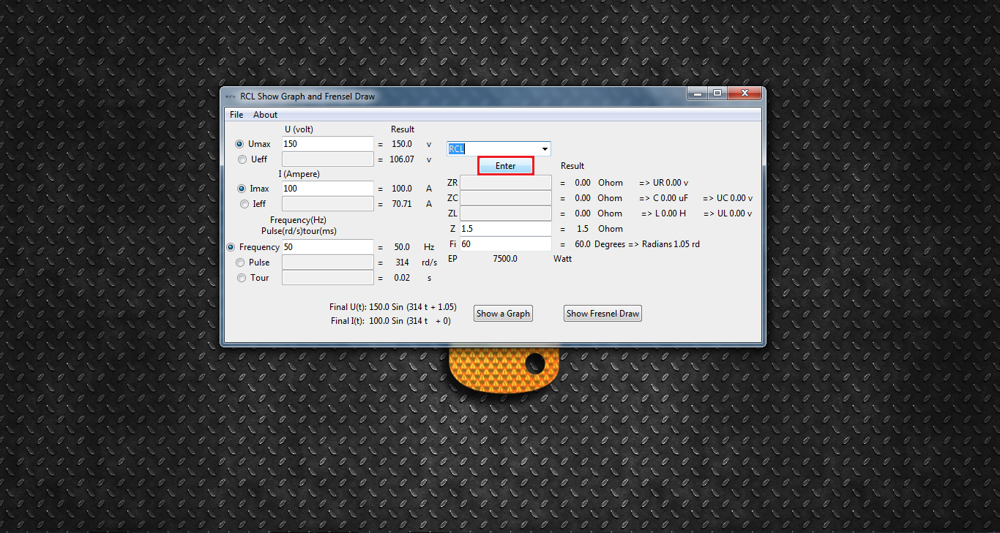 RCL Show Graph and Frensel Draw
File About
U (volt) Result
Umax 150 = 150.0 v
Ueff = 106.07 v
I (Ampere)
Imax 100 = 100.0 A
Ieff = 70.71 A
Frequency(Hz)
Pulse(rd/s)tour(ms)
Frequency 50 = 50.0 Hz
Pulse = 314 rd/s
Tour = 0.02 s
RCL
Enter Result
ZR = 0.00 Ohom => UR 0.00 v
ZC = 0.00 Ohom => C 0.00 uF => UC 0.00 v
ZL = 0.00 Ohom => L 0.00 H => UL 0.00 v
Z 1.5 = 1.5 Ohom
Fi 60 = 60.0 Degrees => Radians 1.05 rd
EP 7500.0 Watt
Final U(t): 150.0 Sin (314 t + 1.05)
Final I(t): 100.0 Sin (314 t + 0)
Show a Graph Show Fresnel Draw